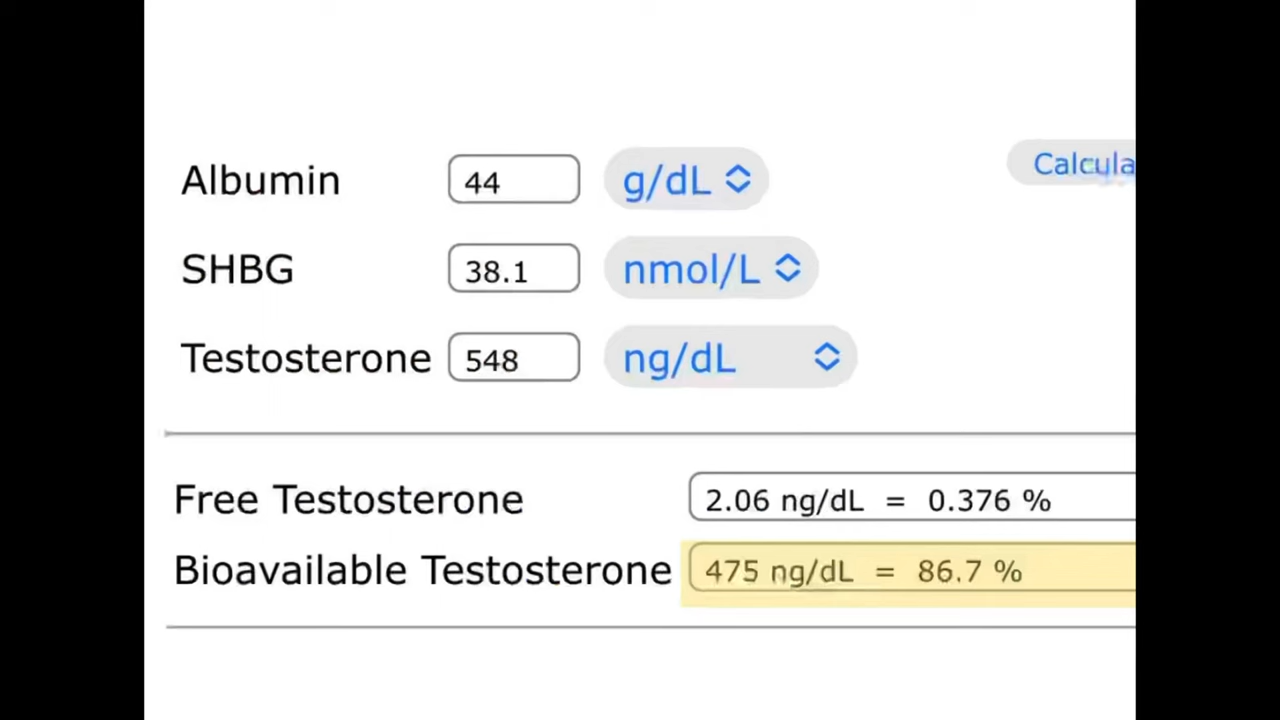 Albumin 44 g/dL Calcula
SHBG 38.1 nmol/L
Testosterone 548 ng/dL
Free Testosterone 2.06 ng/dL = 0.376 %
Bioavailable Testosterone 475 ng/dL = 86.7 %